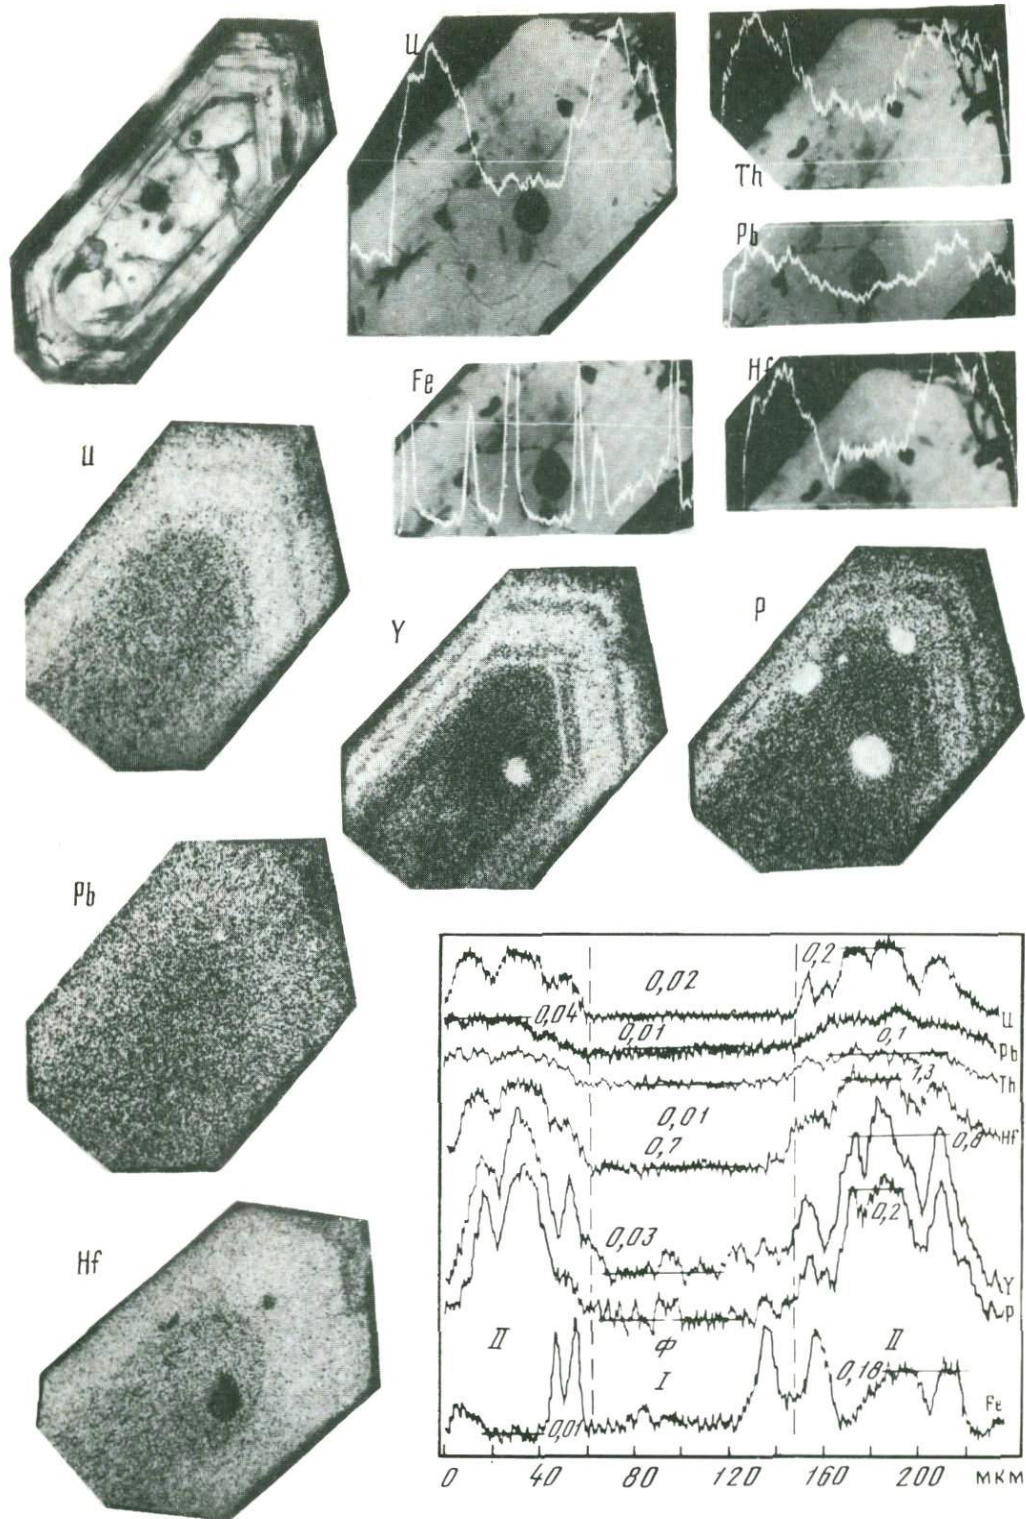 U
Th
Pb
Fe
Hf
U
Y
P
Pb
Hf
0,2
0,02
U
0,04
0,01
Pb
0,1
Th
1,3
0,01
Hf
0,7
0,8
0,2
0,03
Y
P
II
Ф
II
I
0,18
Fe
0,01
0 40 80 120 160 200 мкм